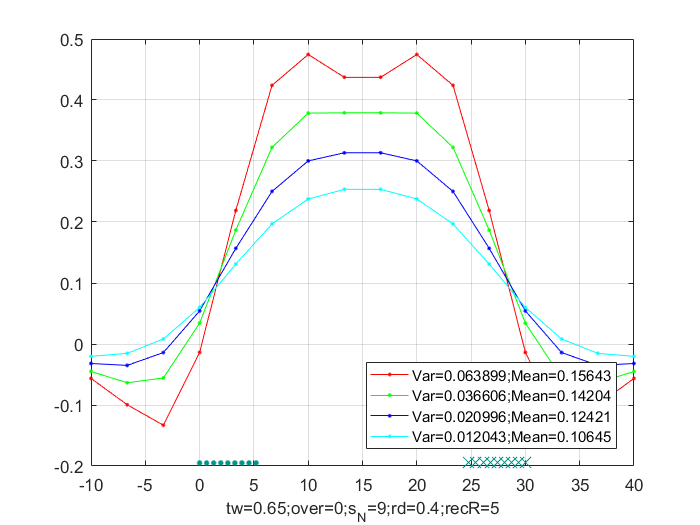 0.5
0.4
0.3
0.2
0.1
0
-0.1
-0.2
Var=0.063899;Mean=0.15643
Var=0.036606;Mean=0.14204
Var=0.020996;Mean=0.12421
Var=0.012043;Mean=0.10645
-10 -5 0 5 10 15 20 25 30 35 40
tw=0.65;over=0;s_N=9;rd=0.4;recR=5